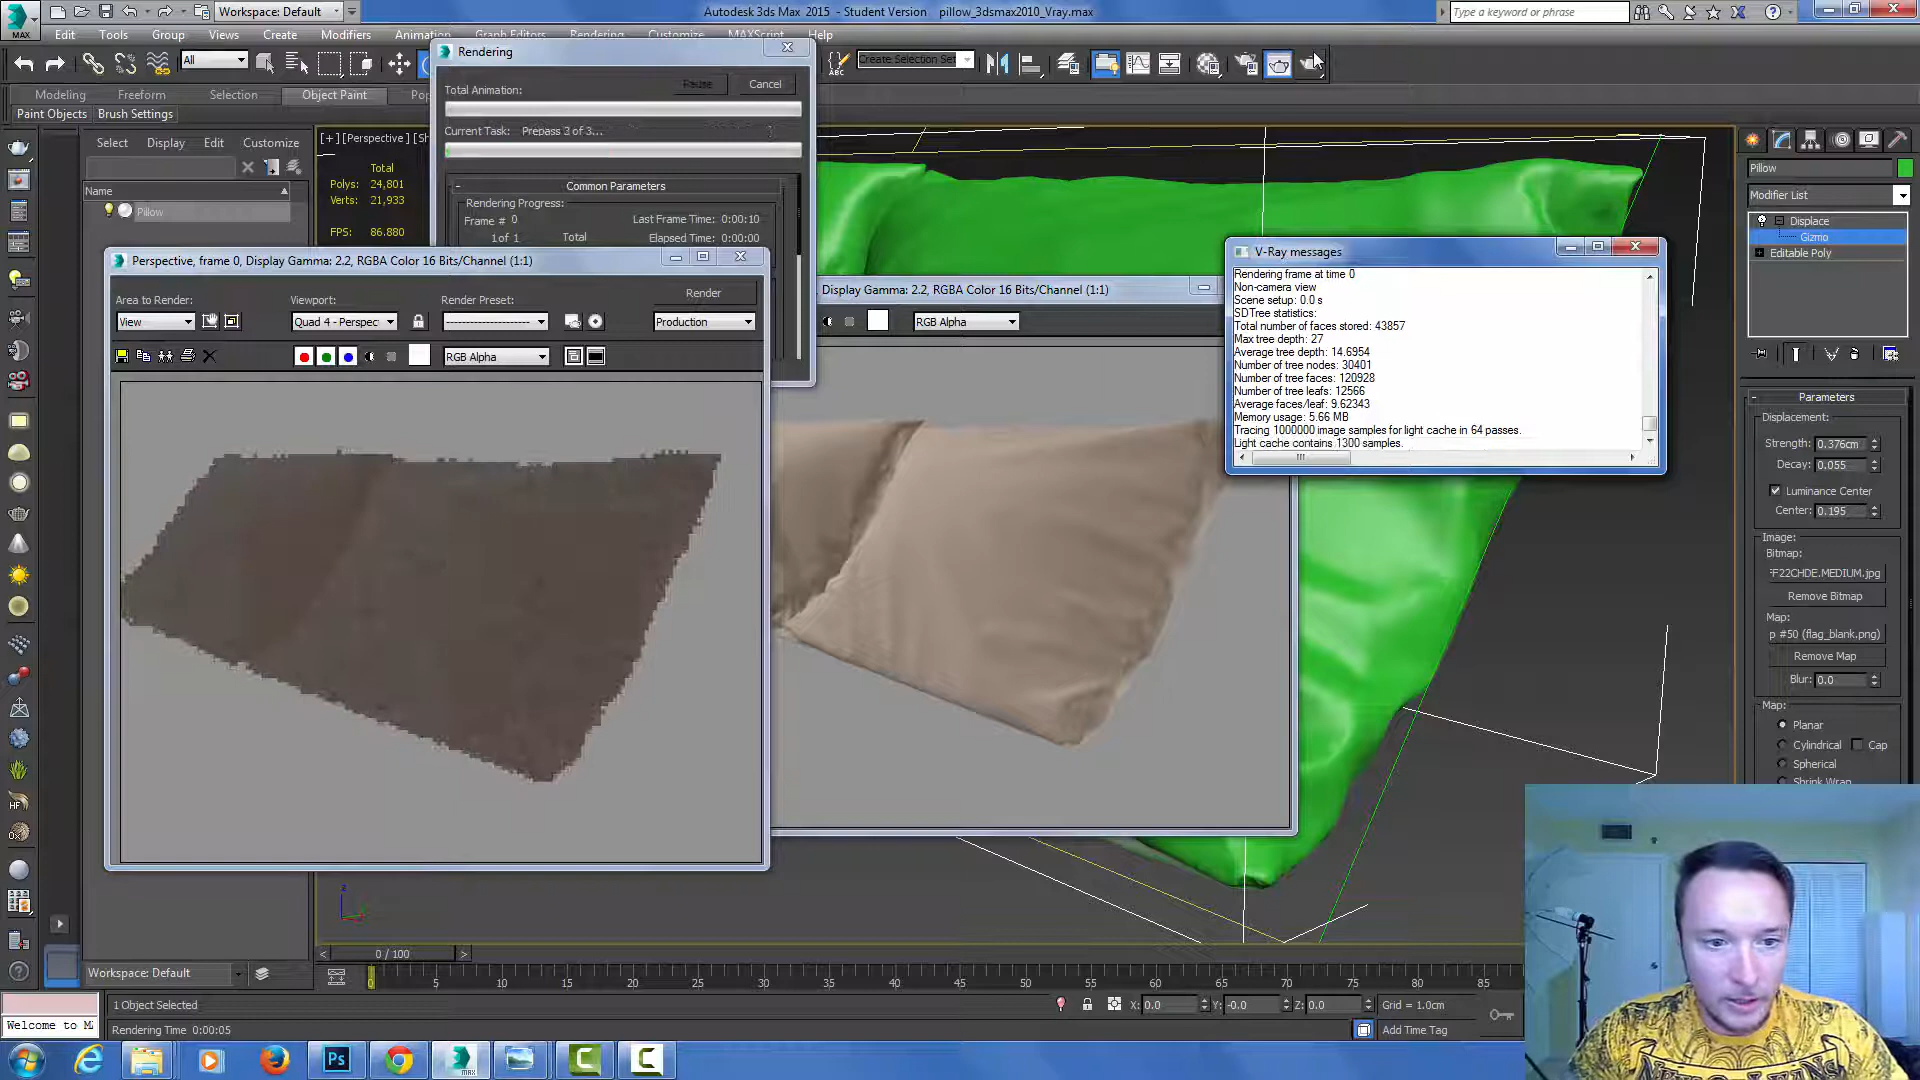 Workspace: Default
Autodesk 3ds Max 2015 - Student Version pillow_3dsmax2010_Vray.max
Type a keyword or phrase
MAX
Edit Tools Group Views Create Modifiers Animation Graph Editors Rendering Customize MAXScript Help
All
Create Selection Set
Modeling Freeform Selection Object Paint
Paint Objects Brush Settings
Rendering
Total Animation:
Pause
Cancel
Current Task: Prepass 3 of 3...
Common Parameters
Rendering Progress:
Frame # 0
Last Frame Time: 0:00:10
1 of 1 Total
Elapsed Time: 0:00:00
Select Display Edit Customize
Name
Pillow
[+] [Perspective]
Total
Polys: 24,801
Verts: 21,933
FPS: 86.880
Perspective, frame 0, Display Gamma: 2.2, RGBA Color 16 Bits/Channel (1:1)
Area to Render:
View
Viewport:
Quad 4 - Perspec
Render Preset:
Render
Production
RGB Alpha
Display Gamma: 2.2, RGBA Color 16 Bits/Channel (1:1)
RGB Alpha
V-Ray messages
Rendering frame at time 0
Non-camera view
Scene setup: 0.0 s
SDTree statistics:
Total number of faces stored: 43857
Max tree depth: 27
Average tree depth: 14.6954
Number of tree nodes: 30401
Number of tree faces: 120928
Number of tree leafs: 12566
Average faces/leaf: 9.62343
Memory usage: 5.66 MB
Tracing 1000000 image samples for light cache in 64 passes.
Light cache contains 1300 samples.
Pillow
Modifier List
Displace
Gizmo
Editable Poly
Parameters
Displacement:
Strength: 0.376cm
Decay: 0.055
Luminance Center
Center: 0.195
Image:
Bitmap:
F22CHDE.MEDIUM.jpg
Remove Bitmap
Map:
p #50 (flag_blank.png)
Remove Map
Blur: 0.0
Map:
Planar
Cylindrical Cap
Spherical
Shrink Wrap
z
0 / 100
Workspace: Default
0 5 10 15 20 25 30 35 40 45 50 55 60 65 70 75 80 85
1 Object Selected
X: 0.0 Y: -0.0 Z: 0.0
Grid = 1.0cm
Welcome to M
Rendering Time 0:00:05
Add Time Tag
Ps
MAX
C
C